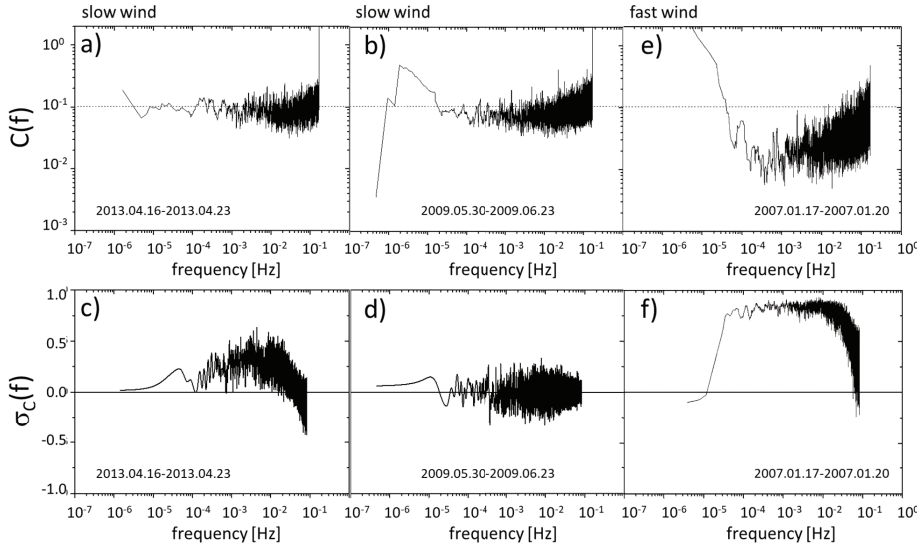 slow wind
slow wind
fast wind
a)
b)
e)
10⁰
10⁻¹
10⁻²
10⁻³
C(f)
2013.04.16-2013.04.23
2009.05.30-2009.06.23
2007.01.17-2007.01.20
10⁻⁷ 10⁻⁶ 10⁻⁵ 10⁻⁴ 10⁻³ 10⁻² 10⁻¹
10⁻⁷ 10⁻⁶ 10⁻⁵ 10⁻⁴ 10⁻³ 10⁻² 10⁻¹
10⁻⁷ 10⁻⁶ 10⁻⁵ 10⁻⁴ 10⁻³ 10⁻² 10⁻¹ 10⁰
frequency [Hz]
frequency [Hz]
frequency [Hz]
c)
d)
f)
1.0
0.5
0.0
-0.5
-1.0
σC(f)
2013.04.16-2013.04.23
2009.05.30-2009.06.23
2007.01.17-2007.01.20
10⁻⁷ 10⁻⁶ 10⁻⁵ 10⁻⁴ 10⁻³ 10⁻² 10⁻¹
10⁻⁷ 10⁻⁶ 10⁻⁵ 10⁻⁴ 10⁻³ 10⁻² 10⁻¹
10⁻⁷ 10⁻⁶ 10⁻⁵ 10⁻⁴ 10⁻³ 10⁻² 10⁻¹ 10⁰
frequency [Hz]
frequency [Hz]
frequency [Hz]